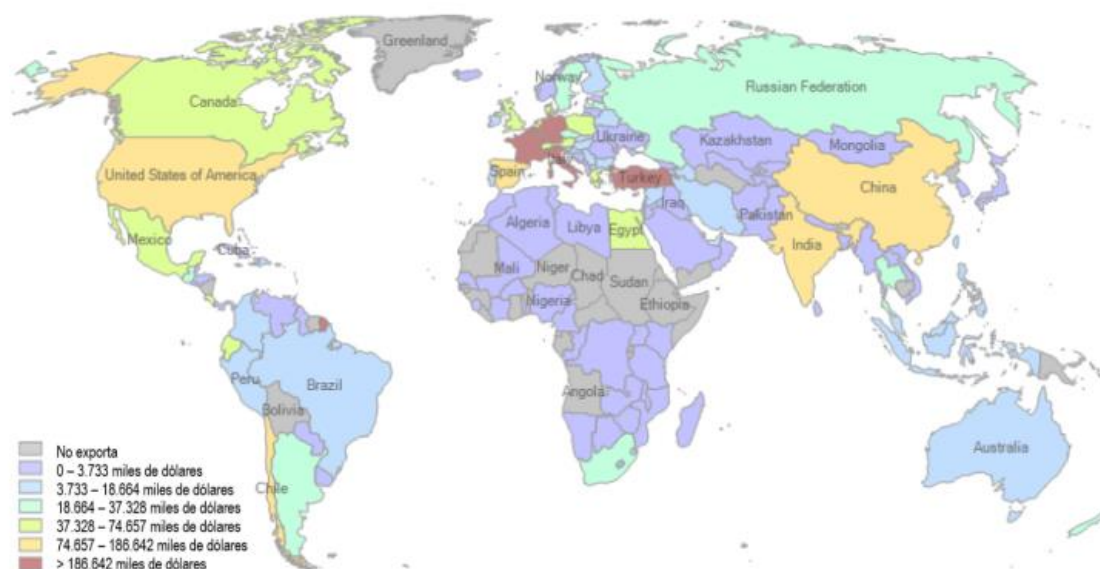 Greenland
Norway
Russian Federation
Canada
Ukraine
Kazakhstan
Mongolia
United States of America
Spain
Turkey
China
Iraq
Pakistan
Algeria
Libya
Egypt
India
Mexico
Cuba
Mali
Niger
Chad
Sudan
Nigeria
Ethiopia
Peru
Brazil
Bolivia
Angola
Australia
Chile
No exporta
0 – 3.733 miles de dólares
3.733 – 18.664 miles de dólares
18.664 – 37.328 miles de dólares
37.328 – 74.657 miles de dólares
74.657 – 186.642 miles de dólares
> 186.642 miles de dólares